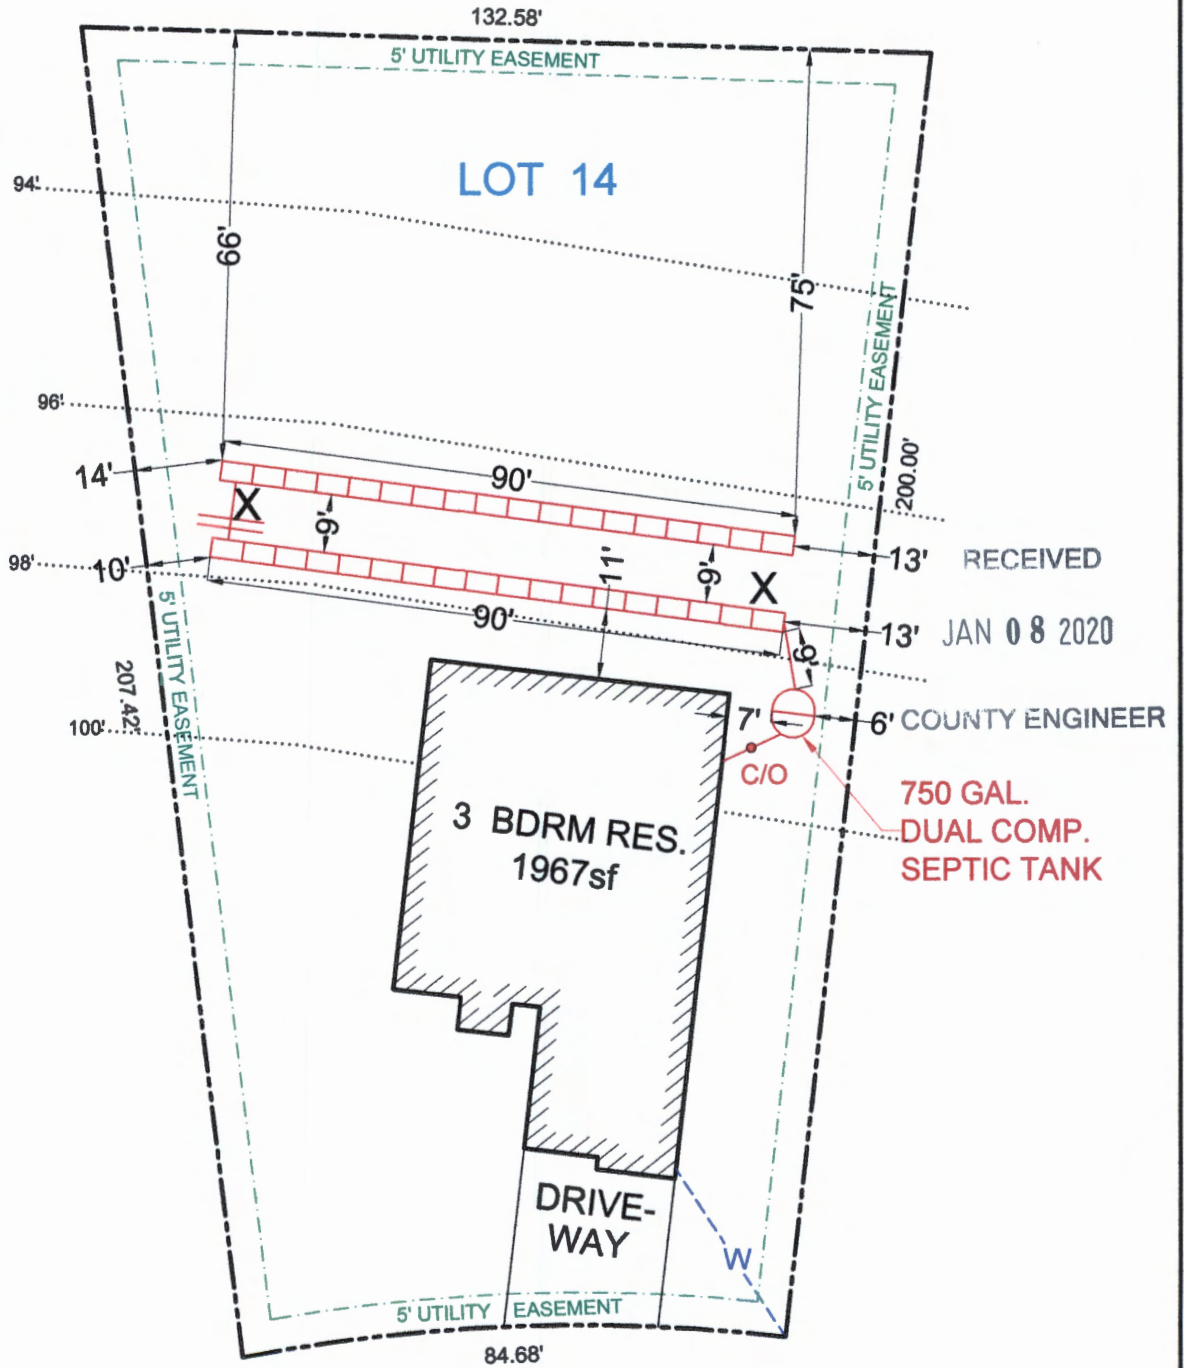 132.58'
5' UTILITY EASEMENT
LOT 14
94'
66'
75'
5' UTILITY EASEMENT
96'
200.00'
14'
90'
X
9'
98'
10'
11'
9'
X
13'
RECEIVED
90'
13'
JAN 08 2020
6'
5' UTILITY EASEMENT
207.42'
100'
7'
6'
COUNTY ENGINEER
C/O
750 GAL.
DUAL COMP.
SEPTIC TANK
3 BDRM RES.
1967sf
DRIVE-
WAY
W
5' UTILITY EASEMENT
84.68'